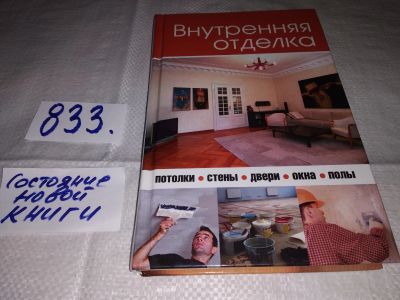 Внутренняя
отделка
833.
потолки • стены • двери • окна • полы
Состояние
новой
книги